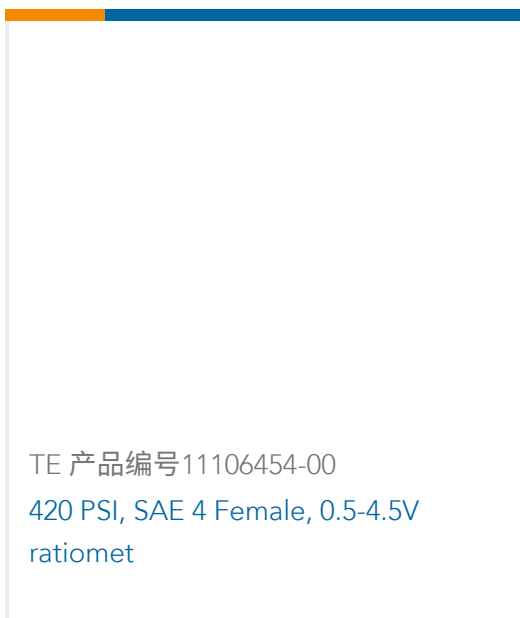 TE 产品编号11106454-00
420 PSI, SAE 4 Female, 0.5-4.5V
ratiomet